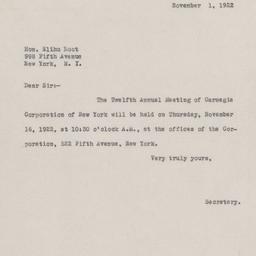 November 1, 1922
Hon. Elihu Root
998 Fifth Avenue
New York, N. Y.
Dear Sir:-
The Twelfth Annual Meeting of Carnegie
Corporation of New York will be held on Thursday, November
16, 1922, at 10:30 o'clock A.M., at the offices of the Cor-
poration, 522 Fifth Avenue, New York.
Very truly yours,
Secretary.